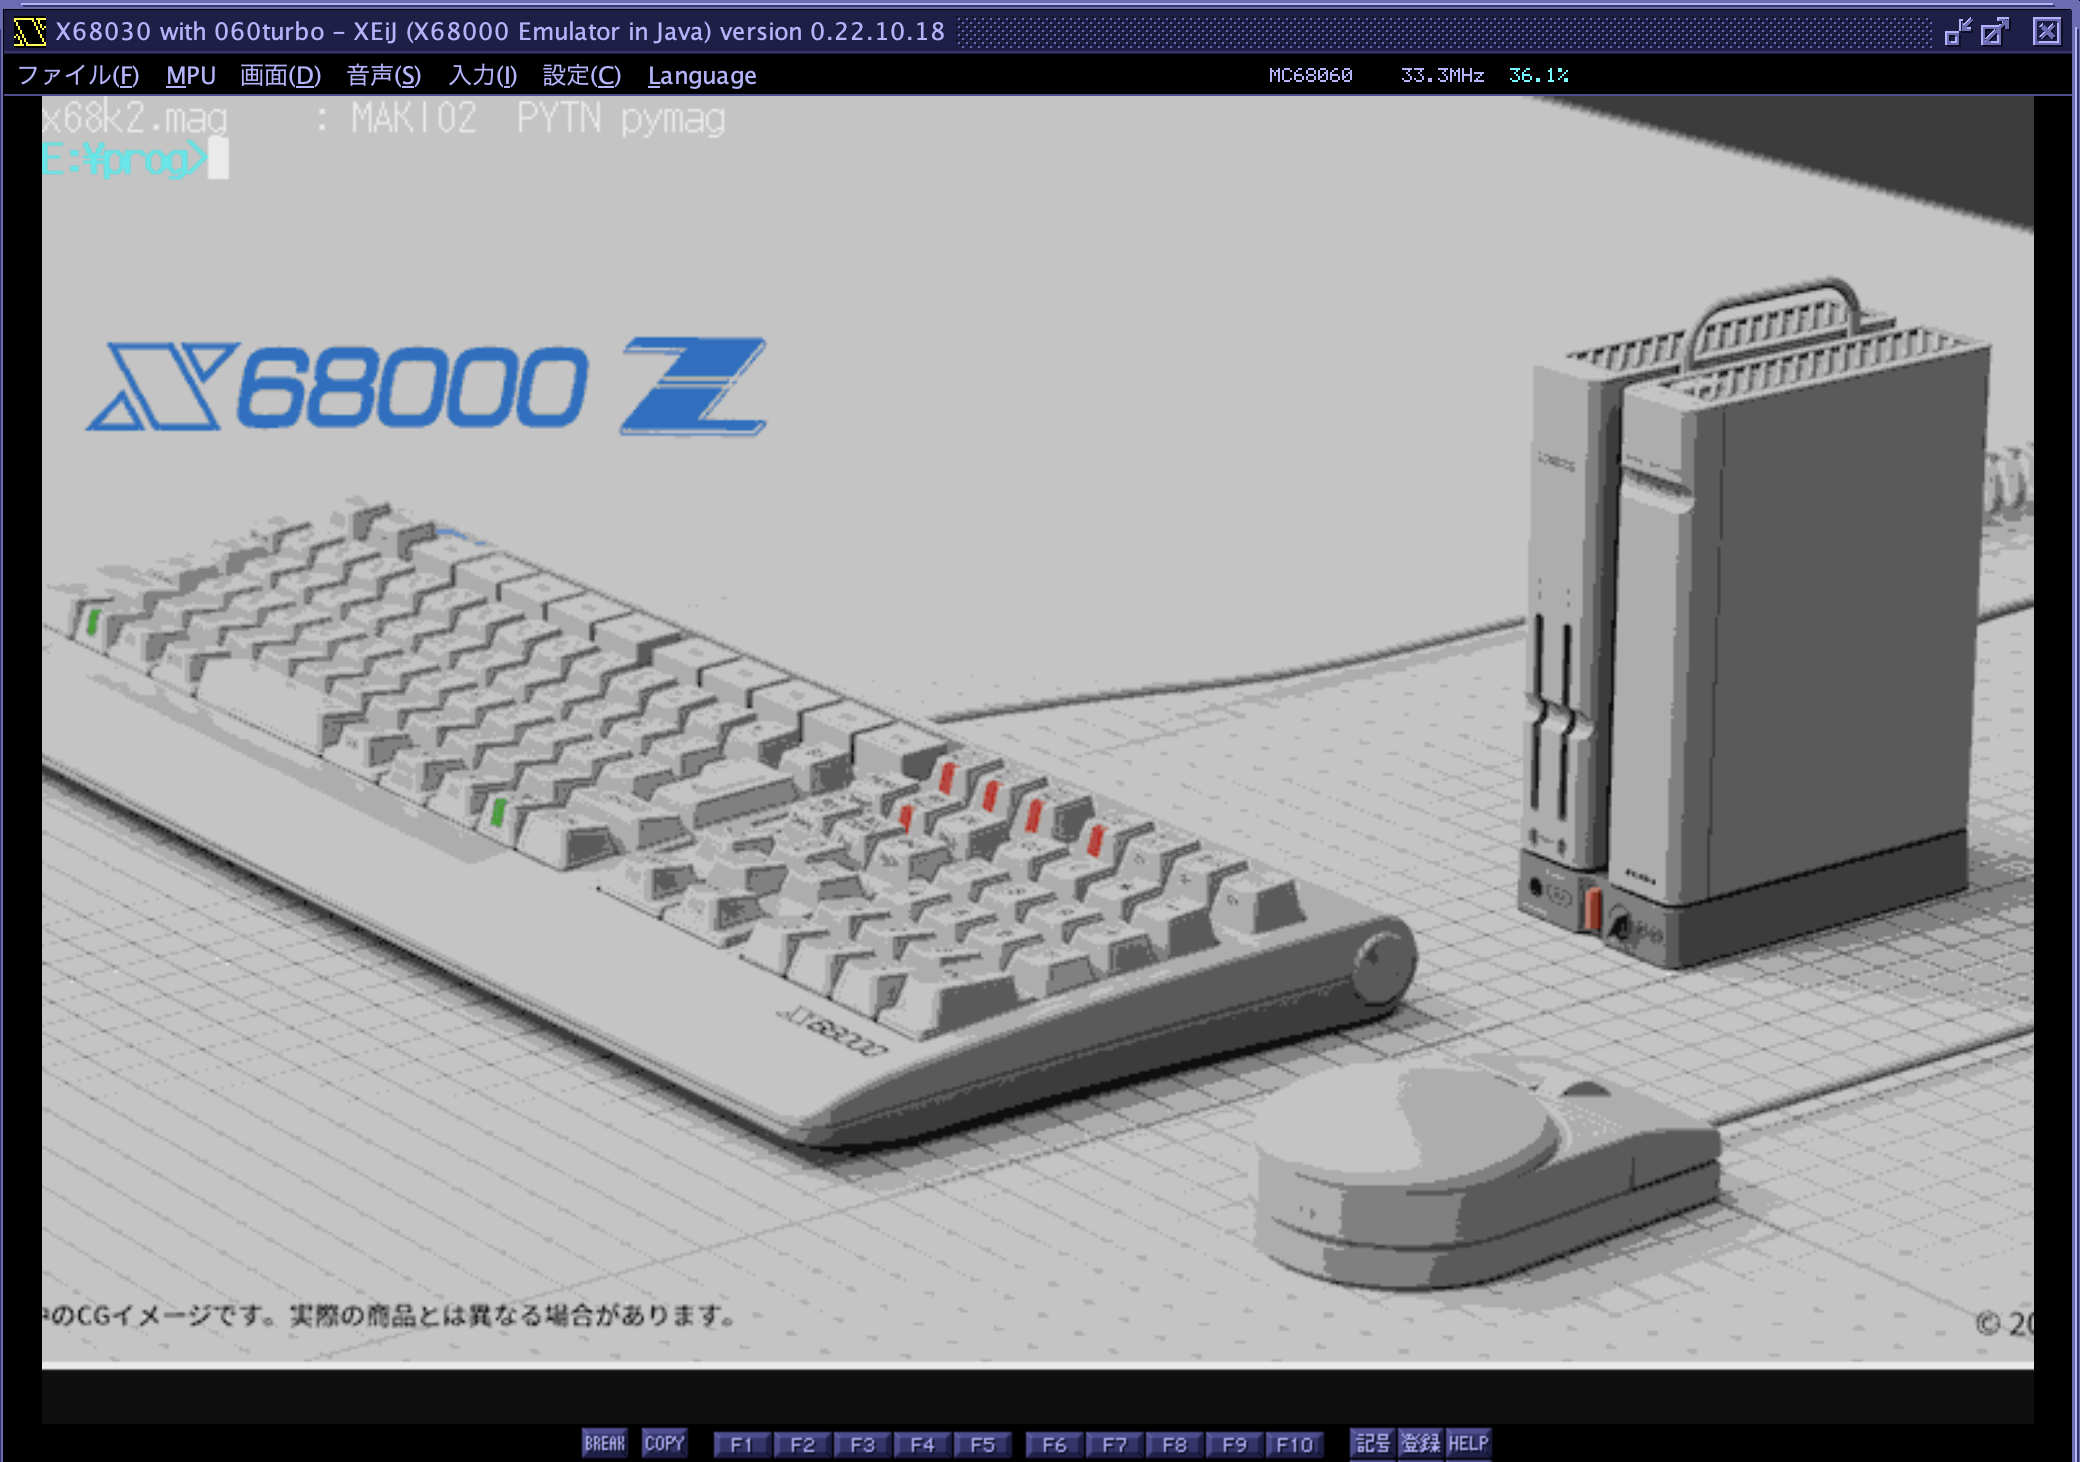 X68030 with 060turbo - XEiJ (X68000 Emulator in Java) version 0.22.10.18
ファイル(F) MPU 画面(D) 音声(S) 入力(I) 設定(C) Language MC68060 33.3MHz 36.1%
x68k2.mag : MAKI02 PYTN pymag
E:¥prog>
X68000 Z
X68000
のCGイメージです。実際の商品とは異なる場合があります。
© 20
BREAK COPY F1 F2 F3 F4 F5 F6 F7 F8 F9 F10 記号 登録 HELP